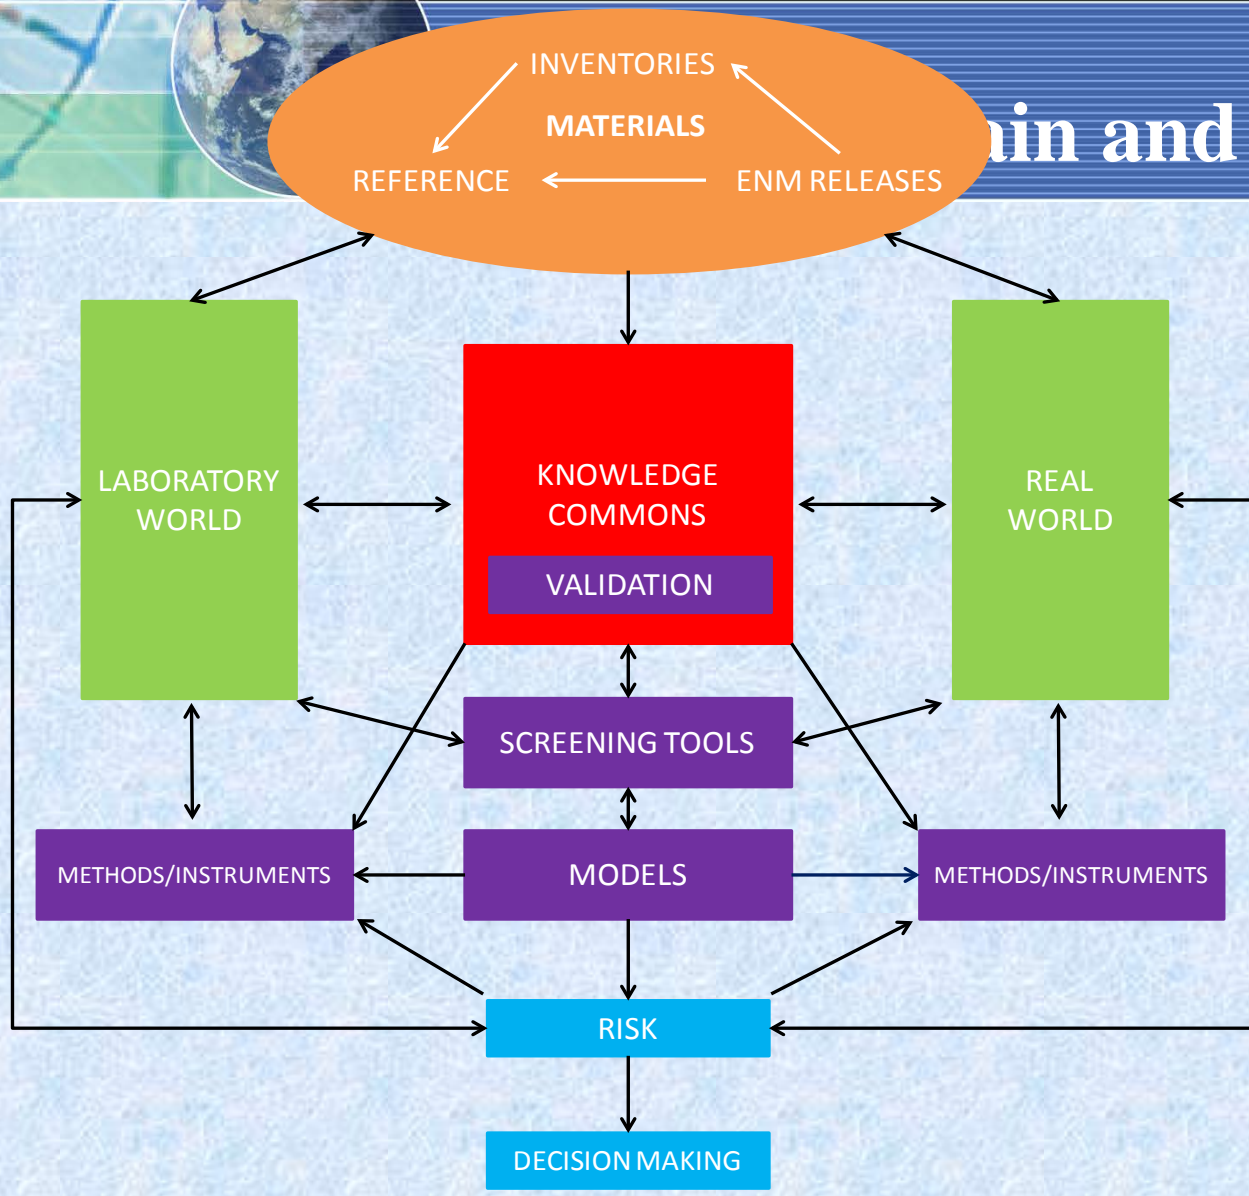 INVENTORIES
MATERIALS
ain and
REFERENCE
ENM RELEASES
LABORATORY
WORLD
KNOWLEDGE
COMMONS
VALIDATION
REAL
WORLD
SCREENING TOOLS
METHODS/INSTRUMENTS
MODELS
METHODS/INSTRUMENTS
RISK
DECISION MAKING